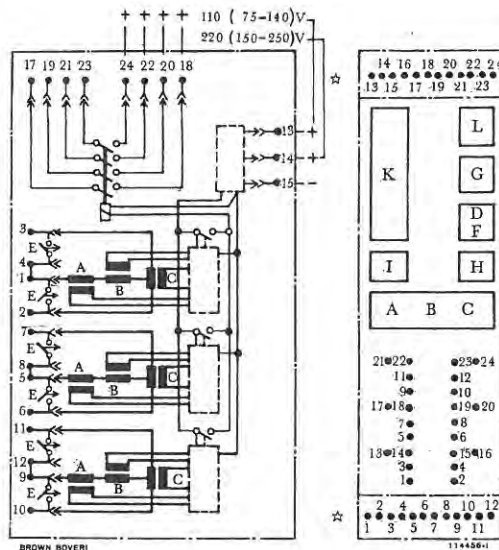 + + + + 110 (75-140)V
220 (150-250)V
17 19 21 23 24 22 20 18
13 +
14 +
15 −
3
E
4
1 A B C
E
2
7
E
8
5 A B C
E
6
11
E
12
9 A B C
E
10
BROWN BOVERI
☆ 14 16 18 20 22 24
13 15 17 19 21 23
L
K G
D
F
J H
A B C
21 22 23 24
11 12
9 10
17 18 19 20
7 8
5 6
13 14 15 16
3 4
1 2
☆ 2 4 6 8 10 12
1 3 5 7 9 11
114456-I